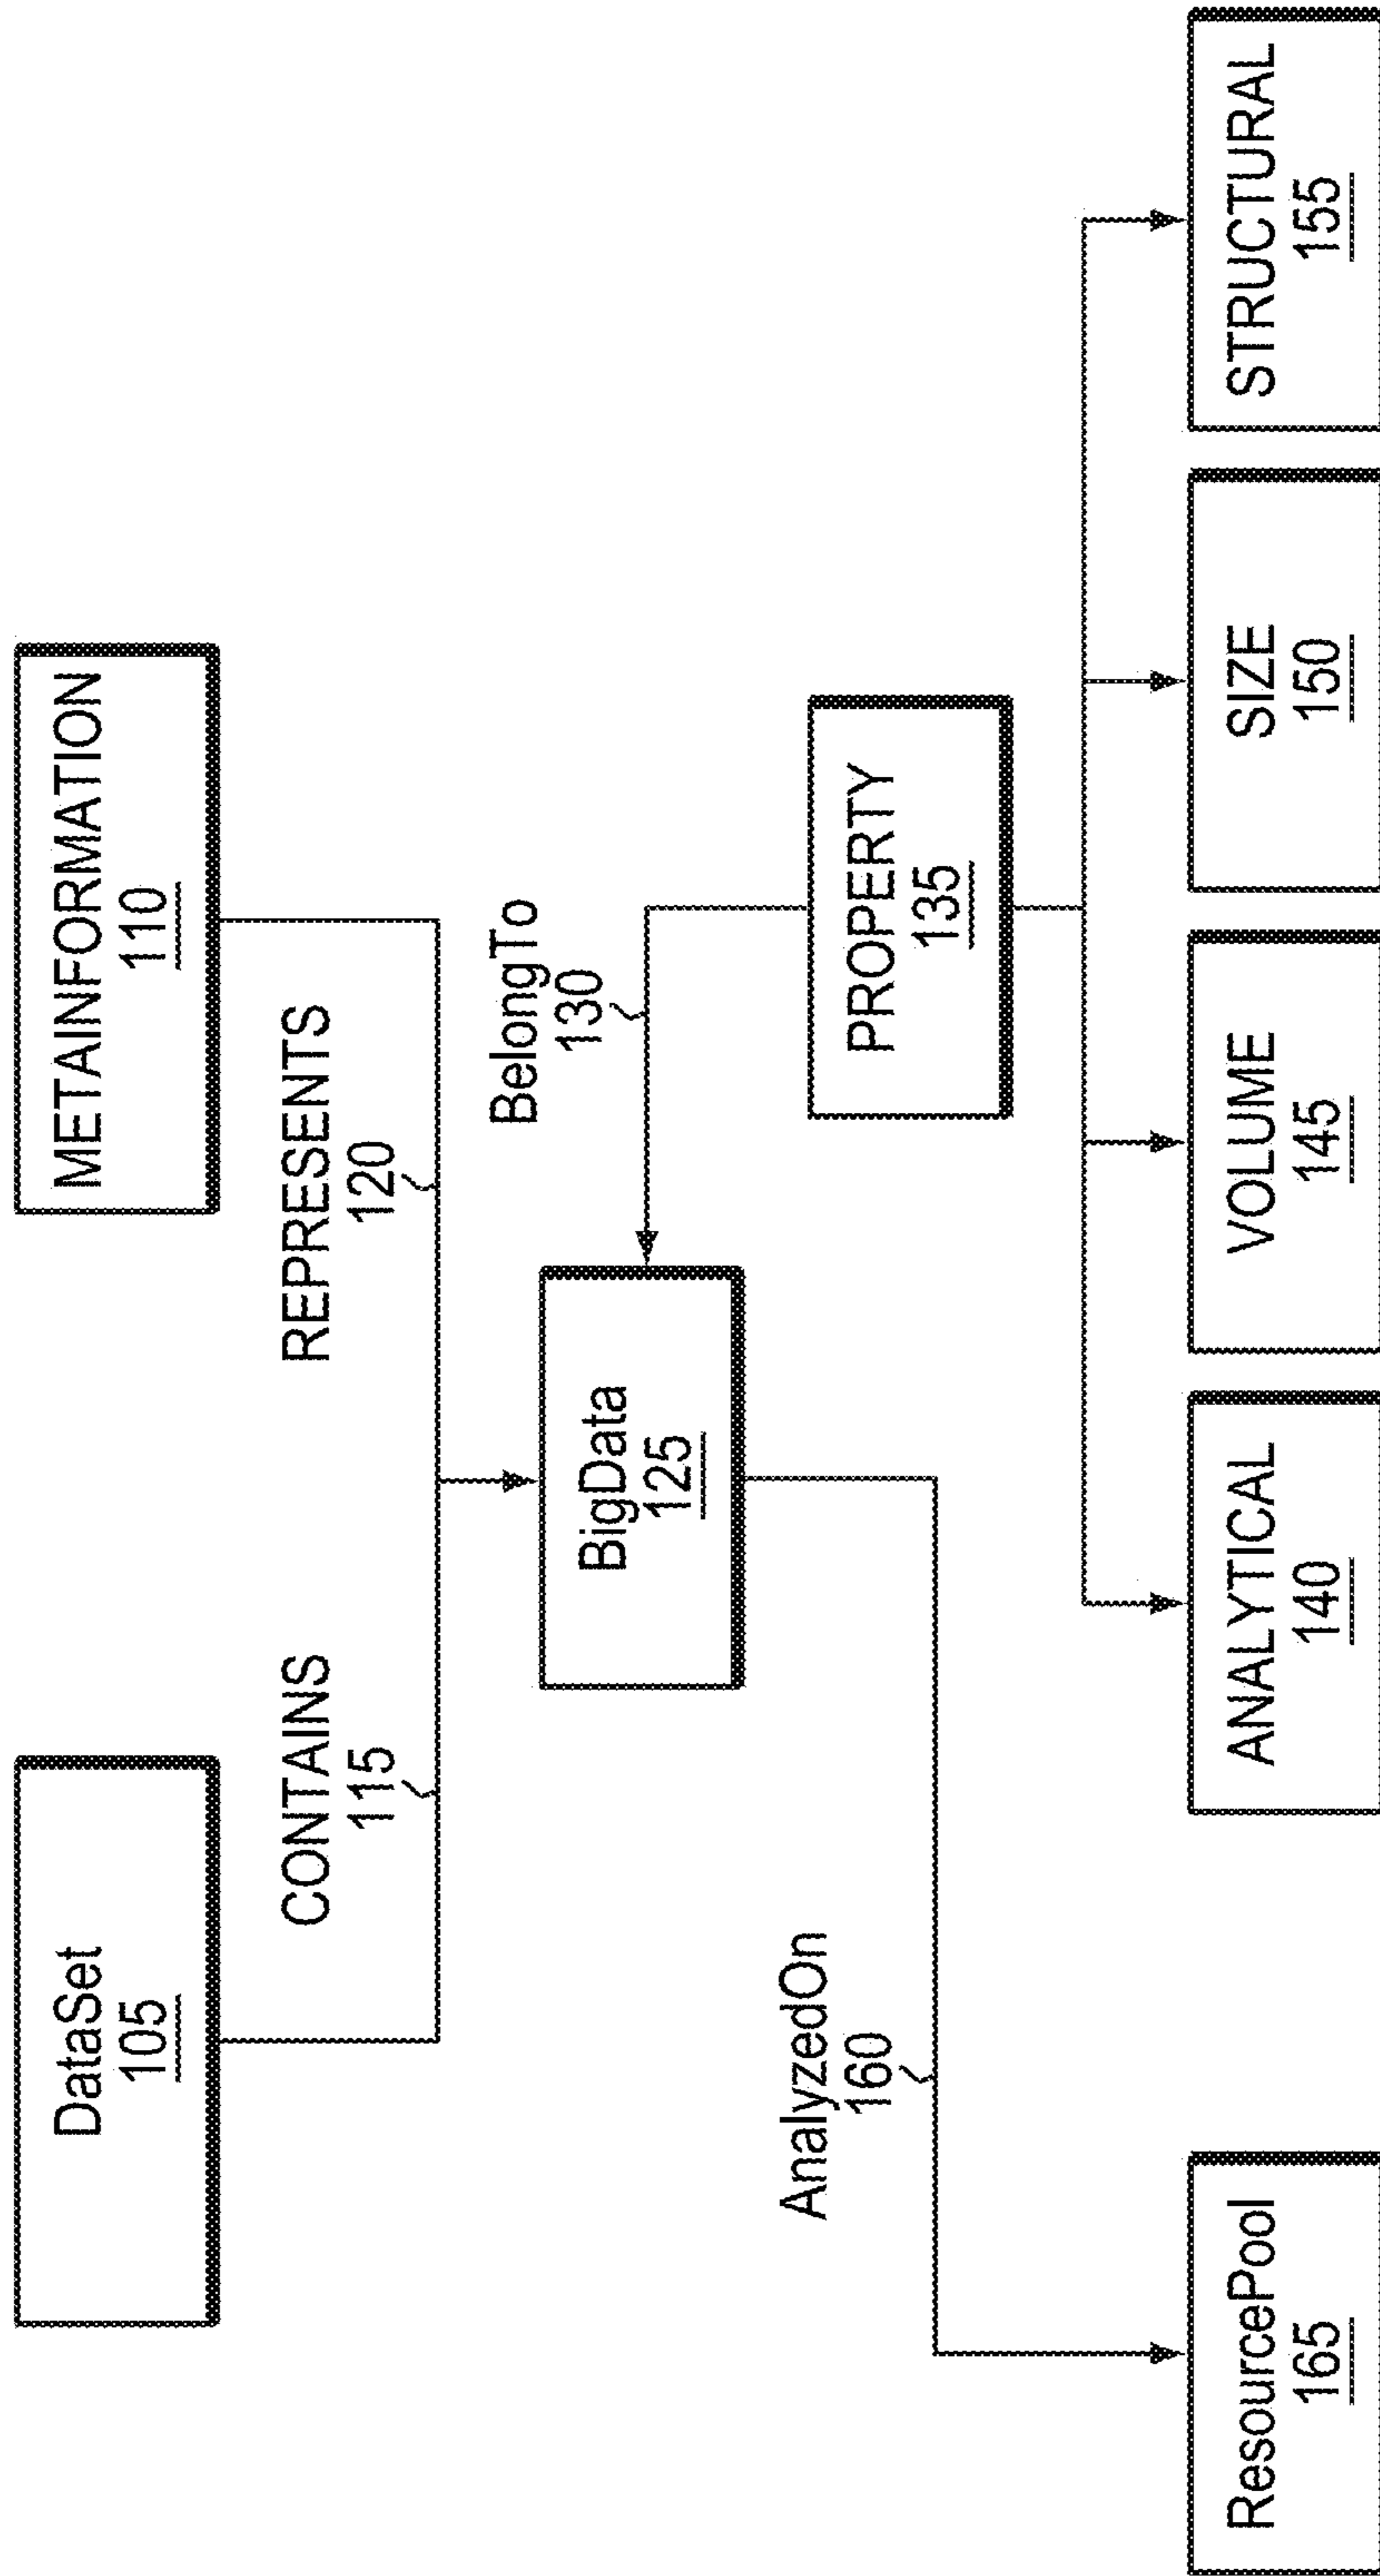 DataSet
105
METAINFORMATION
110
CONTAINS
115
REPRESENTS
120
BigData
125
BelongTo
130
AnalyzedOn
160
PROPERTY
135
ResourcePool
165
ANALYTICAL
140
VOLUME
145
SIZE
150
STRUCTURAL
155